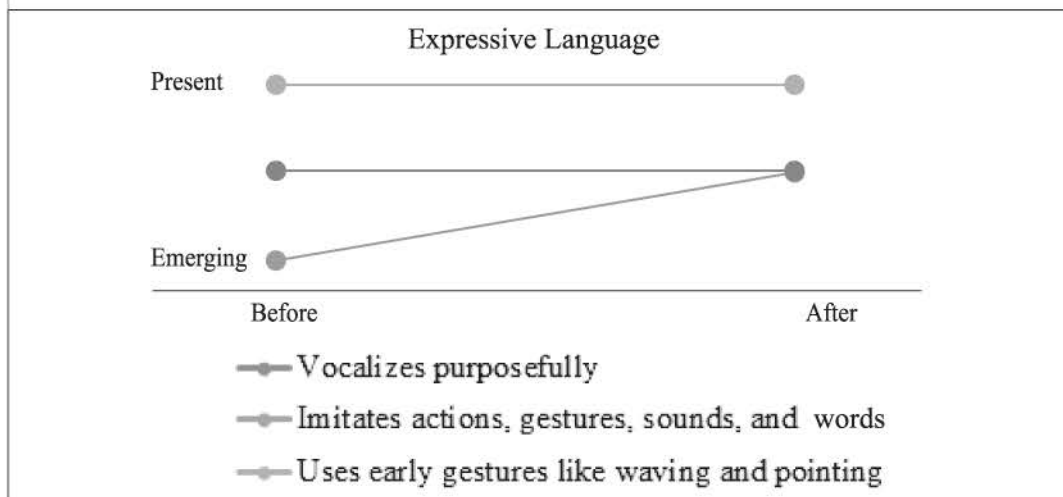 Expressive Language
Present
Emerging
Before After
Vocalizes purposefully
Imitates actions, gestures, sounds, and words
Uses early gestures like waving and pointing